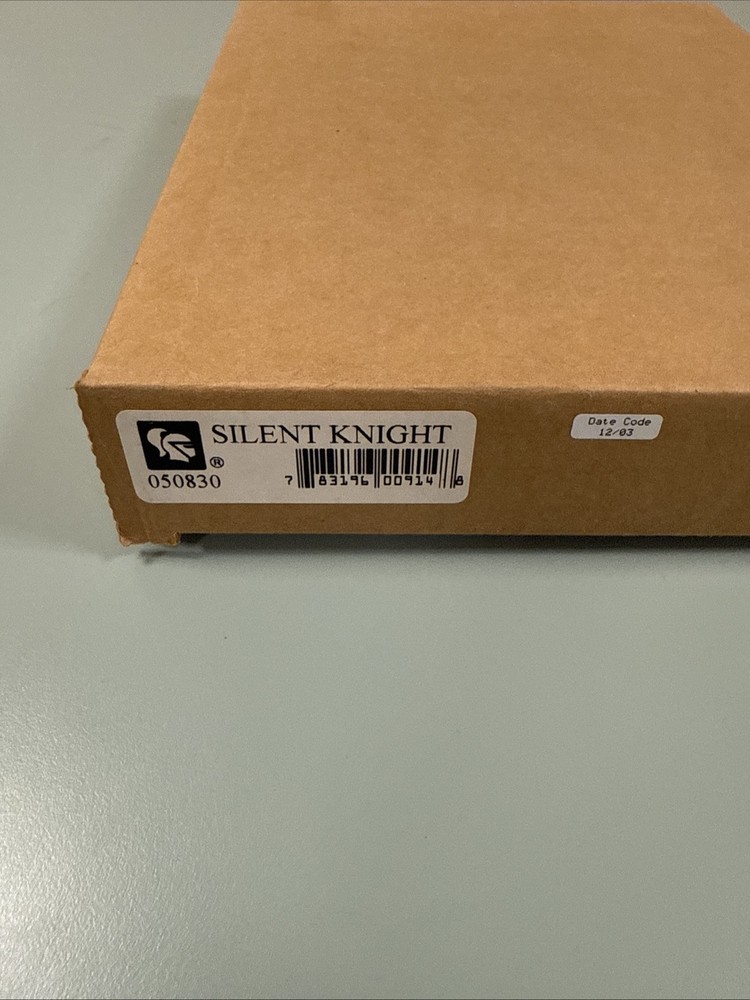 SILENT KNIGHT
®
050830
7 83196 00914 8
Date Code
12/03